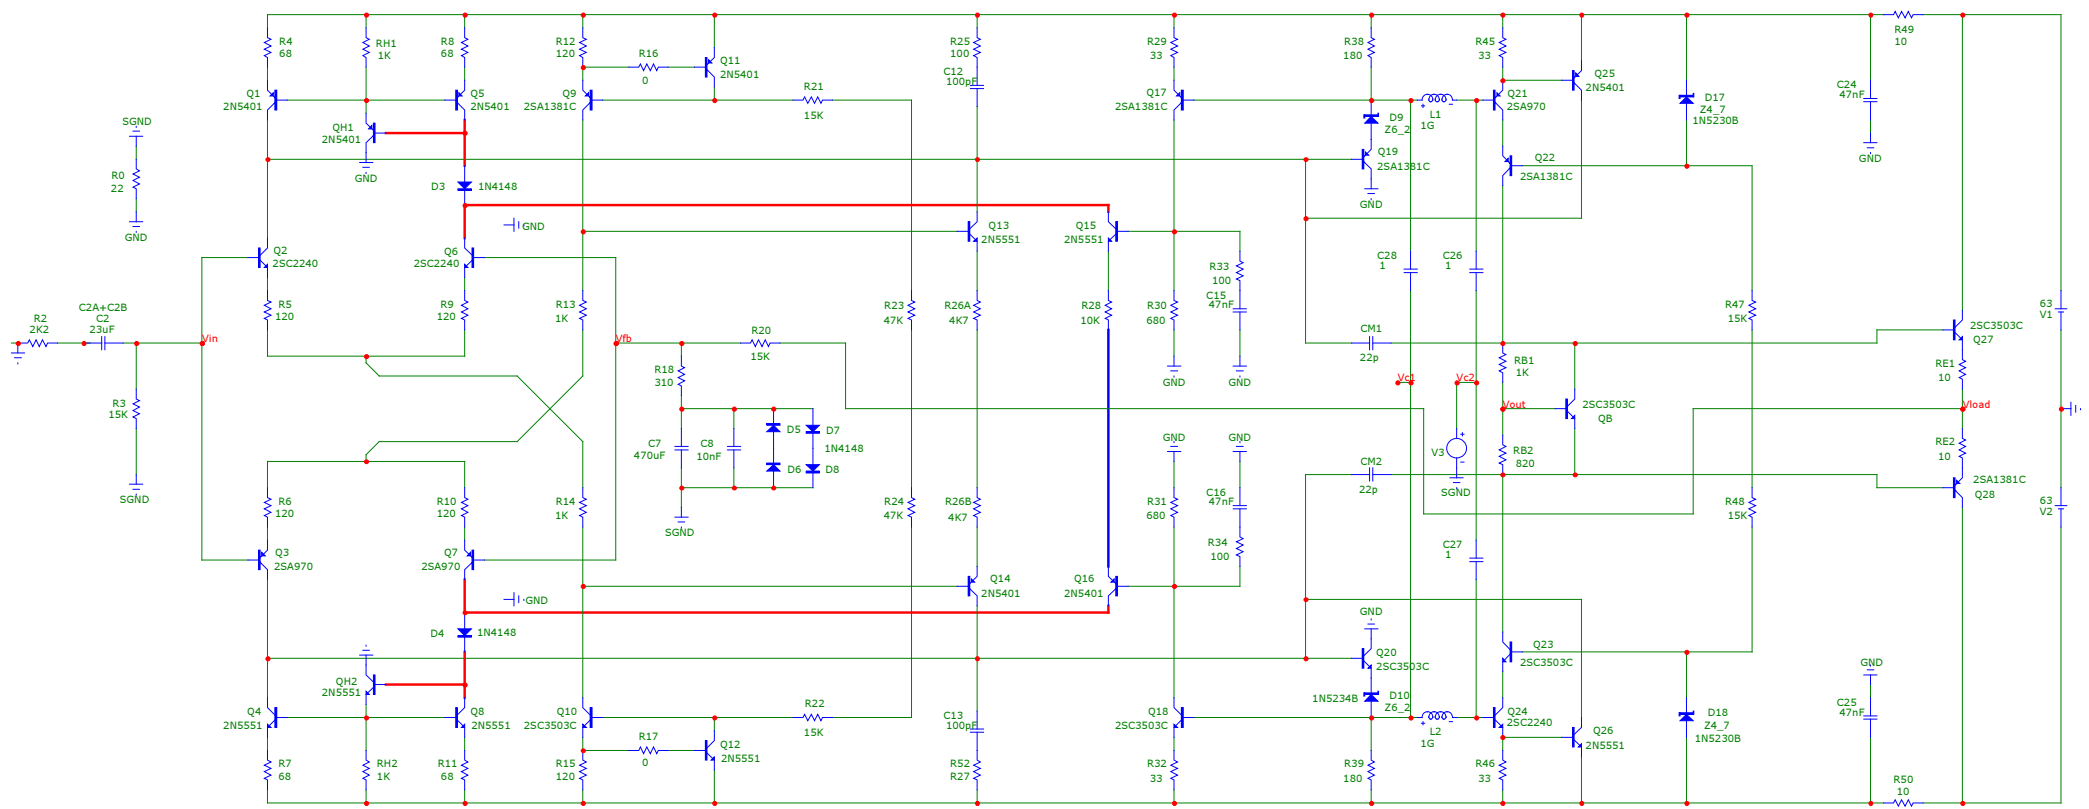 R4
68
RH1
1K
R8
68
R12
120
R16
0
Q11
2N5401
R25
100
C12
100pF
R29
33
R38
180
R45
33
Q25
2N5401
R49
10
Q1
2N5401
Q5
2N5401
Q9
2SA1381C
R21
15K
Q17
2SA1381C
D9
Z6_2
L1
1G
Q21
2SA970
D17
Z4_7
1N5230B
C24
47nF
GND
SGND
QH1
2N5401
GND
R0
22
GND
D3
1N4148
Q19
2SA1381C
GND
Q22
2SA1381C
Q2
2SC2240
Q6
2SC2240
GND
Q13
2N5551
Q15
2N5551
R33
100
C15
47nF
C28
1
C26
1
R5
120
R9
120
R13
1K
R23
47K
R26A
4K7
R28
10K
R30
680
GND
GND
R47
15K
63
V1
R2
2K2
C2A+C2B
C2
23uF
Vin
Vfb
R20
15K
R18
310
CM1
22p
RB1
1K
2SC3503C
Q27
RE1
10
R3
15K
SGND
Vc1
Vc2
Vout
2SC3503C
QB
Vload
C7
470uF
C8
10nF
D5
D7
1N4148
D6
D8
SGND
GND
GND
V3
SGND
RB2
820
CM2
22p
RE2
10
2SA1381C
Q28
R6
120
R10
120
R14
1K
R24
47K
R26B
4K7
R31
680
C16
47nF
R34
100
C27
1
R48
15K
63
V2
Q3
2SA970
Q7
2SA970
GND
Q14
2N5401
Q16
2N5401
D4
1N4148
GND
Q20
2SC3503C
Q23
2SC3503C
QH2
2N5551
Q4
2N5551
Q8
2N5551
Q10
2SC3503C
R22
15K
C13
100pF
Q18
2SC3503C
1N5234B
D10
Z6_2
L2
1G
Q24
2SC2240
Q26
2N5551
D18
Z4_7
1N5230B
GND
C25
47nF
R7
68
RH2
1K
R11
68
R15
120
R17
0
Q12
2N5551
R52
R27
R32
33
R39
180
R46
33
R50
10